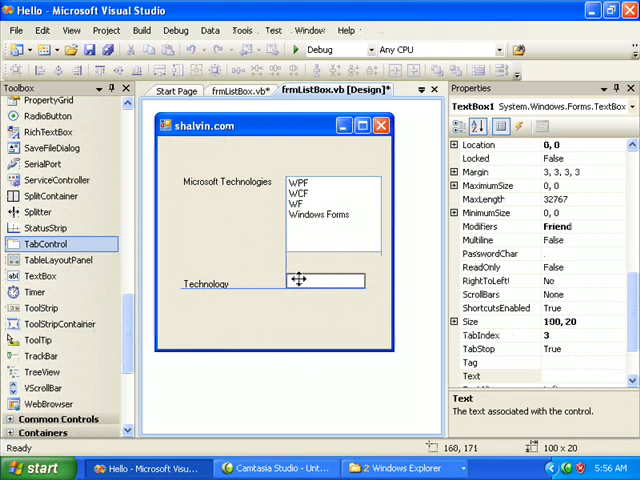 Hello - Microsoft Visual Studio
File Edit View Project Build Debug Data Tools Test Window Help
Debug Any CPU
Toolbox
PropertyGrid
RadioButton
RichTextBox
SaveFileDialog
SerialPort
ServiceController
SplitContainer
Splitter
StatusStrip
TabControl
TableLayoutPanel
TextBox
Timer
ToolStrip
ToolStripContainer
ToolTip
TrackBar
TreeView
VScrollBar
WebBrowser
Common Controls
Containers
Start Page frmListBox.vb* frmListBox.vb [Design]*
shalvin.com
Microsoft Technologies
WPF
WCF
WF
Windows Forms
Technology
Properties
TextBox1 System.Windows.Forms.TextBox
Location 0, 0
Locked False
Margin 3, 3, 3, 3
MaximumSize 0, 0
MaxLength 32767
MinimumSize 0, 0
Modifiers Friend
Multiline False
PasswordChar
ReadOnly False
RightToLeft No
ScrollBars None
ShortcutsEnabled True
Size 100, 20
TabIndex 3
TabStop True
Tag
Text
Text
The text associated with the control.
Ready 160, 171 100 x 20
start Hello - Microsoft Visu... Camtasia Studio - Unt... 2 Windows Explorer 5:56 AM